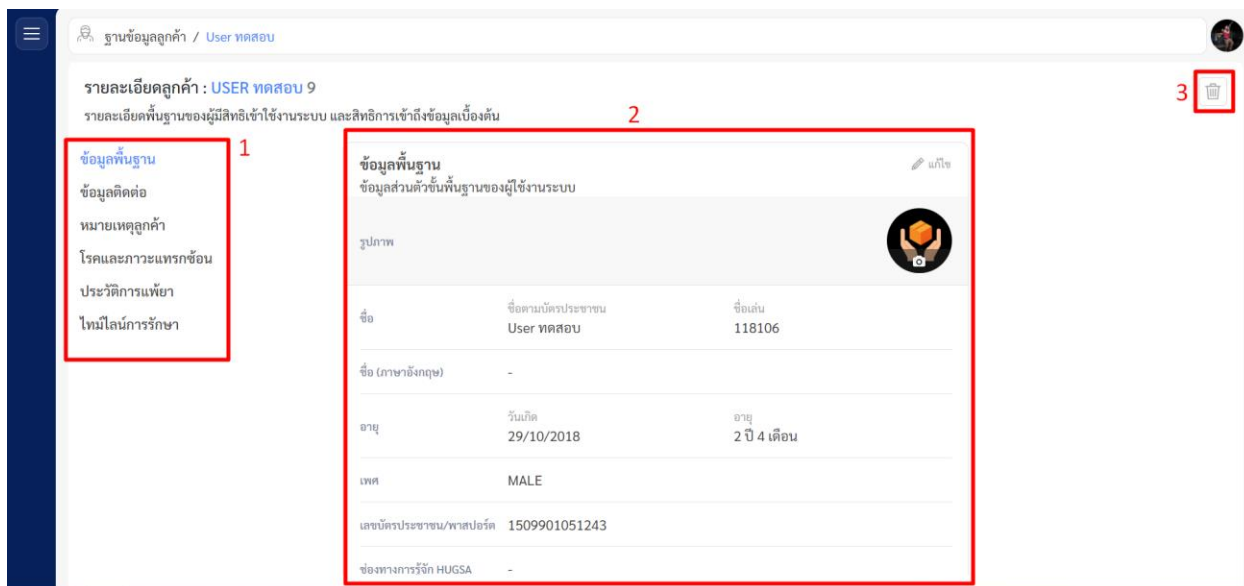 ฐานข้อมูลลูกค้า / User ทดสอบ
รายละเอียดลูกค้า : USER ทดสอบ 9
3
รายละเอียดพื้นฐานของผู้มีสิทธิเข้าใช้งานระบบ และสิทธิการเข้าถึงข้อมูลเบื้องต้น
2
1
ข้อมูลพื้นฐาน
ข้อมูลติดต่อ
หมายเหตุลูกค้า
โรคและภาวะแทรกซ้อน
ประวัติการแพ้ยา
ไทม์ไลน์การรักษา
ข้อมูลพื้นฐาน แก้ไข
ข้อมูลส่วนตัวขั้นพื้นฐานของผู้ใช้งานระบบ
รูปภาพ
ชื่อตามบัตรประชาชน ชื่อเล่น
ชื่อ
User ทดสอบ 118106
ชื่อ (ภาษาอังกฤษ) -
วันเกิด อายุ
อายุ
29/10/2018 2 ปี 4 เดือน
เพศ MALE
เลขบัตรประชาชน/พาสปอร์ต 1509901051243
ช่องทางการรู้จัก HUGSA -